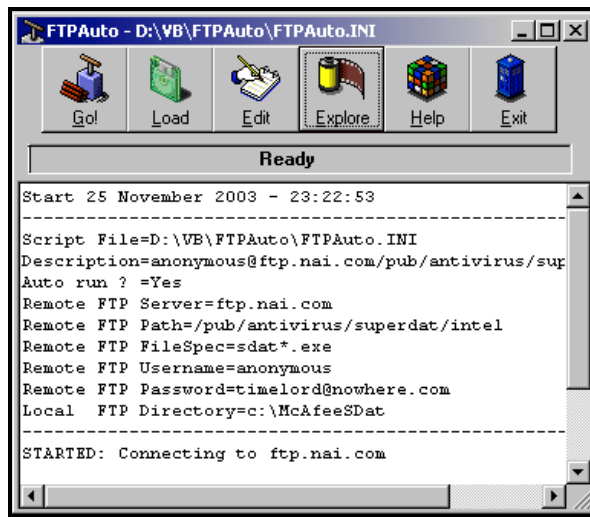 FTPAuto - D:\VB\FTPAuto\FTPAuto.INI
Go! Load Edit Explore Help Exit
Ready
Start 25 November 2003 - 23:22:53
------------------------------------------------------
Script File=D:\VB\FTPAuto\FTPAuto.INI
Description=anonymous@ftp.nai.com/pub/antivirus/sup
Auto run ? =Yes
Remote FTP Server=ftp.nai.com
Remote FTP Path=/pub/antivirus/superdat/intel
Remote FTP FileSpec=sdat*.exe
Remote FTP Username=anonymous
Remote FTP Password=timelord@nowhere.com
Local  FTP Directory=c:\McAfeeSDat
------------------------------------------------------
STARTED: Connecting to ftp.nai.com